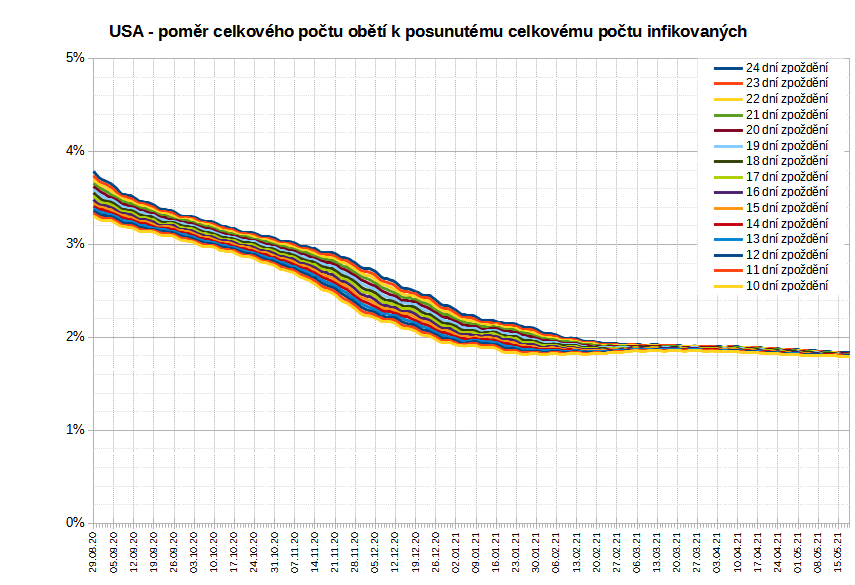 USA - poměr celkového počtu obětí k posunutému celkovému počtu infikovaných
5%
4%
3%
2%
1%
0%
24 dní zpoždění
23 dní zpoždění
22 dní zpoždění
21 dní zpoždění
20 dní zpoždění
19 dní zpoždění
18 dní zpoždění
17 dní zpoždění
16 dní zpoždění
15 dní zpoždění
14 dní zpoždění
13 dní zpoždění
12 dní zpoždění
11 dní zpoždění
10 dní zpoždění
29.08.20
05.09.20
12.09.20
19.09.20
26.09.20
03.10.20
10.10.20
17.10.20
24.10.20
31.10.20
07.11.20
14.11.20
21.11.20
28.11.20
05.12.20
12.12.20
19.12.20
26.12.20
02.01.21
09.01.21
16.01.21
23.01.21
30.01.21
06.02.21
13.02.21
20.02.21
27.02.21
06.03.21
13.03.21
20.03.21
27.03.21
03.04.21
10.04.21
17.04.21
24.04.21
01.05.21
08.05.21
15.05.21